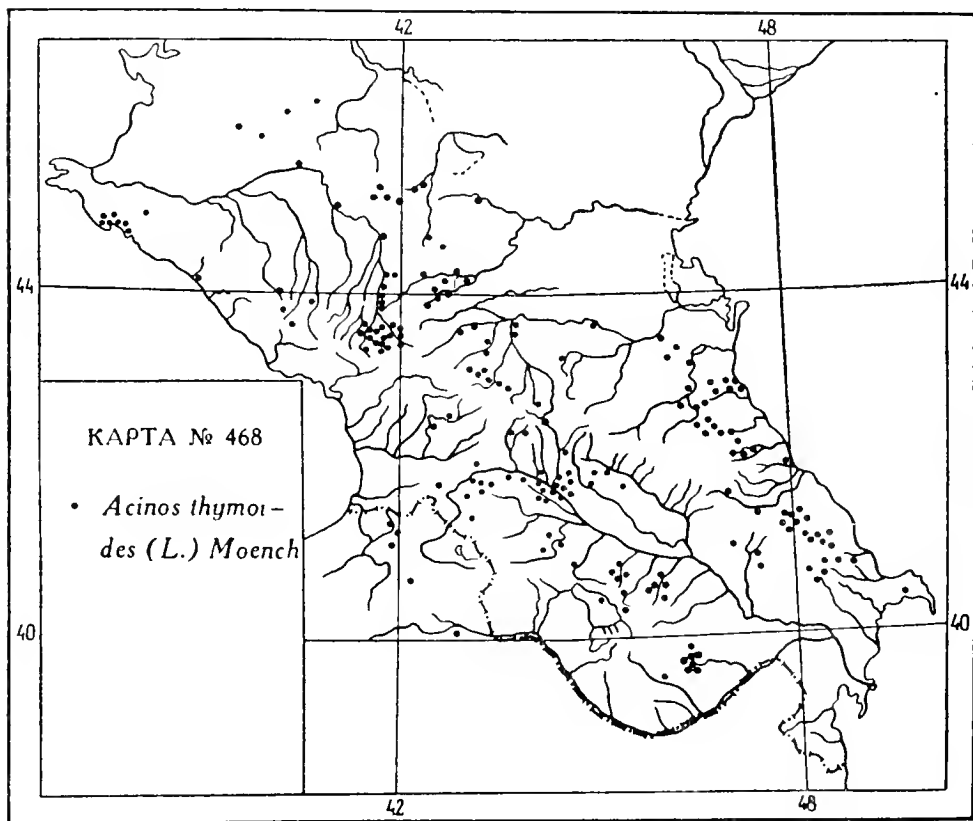 42 48
44 44
КАРТА № 468
• Acinos thymoi-
des (L.) Moench
40 40
42 48